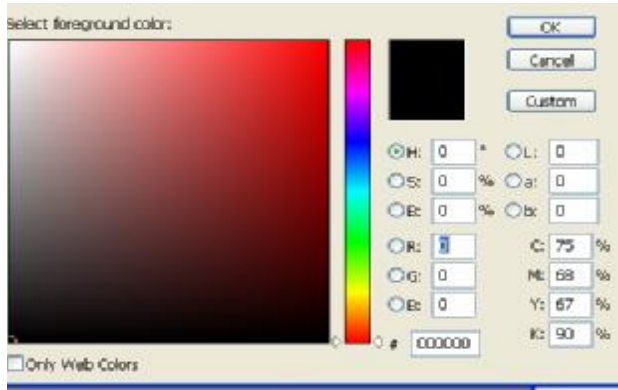 Select foreground color:
OK
Cancel
Custom
H: 0 °
S: 0 %
B: 0 %
R: 0
G: 0
B: 0
# 000000
L: 0
a: 0
b: 0
C: 75 %
M: 68 %
Y: 67 %
K: 90 %
Only Web Colors